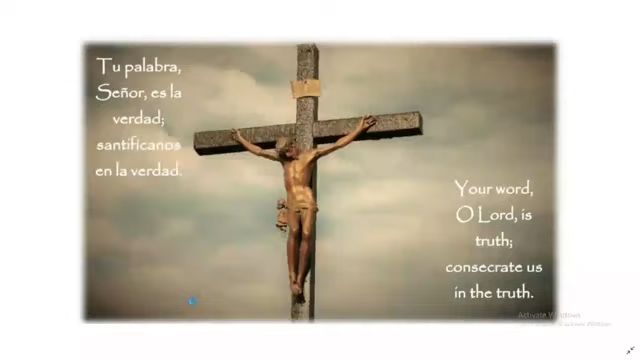 Tu palabra,
Señor, es la
verdad;
santifícanos
en la verdad.
Your word,
O Lord, is
truth;
consecrate us
in the truth.
Activate Windows